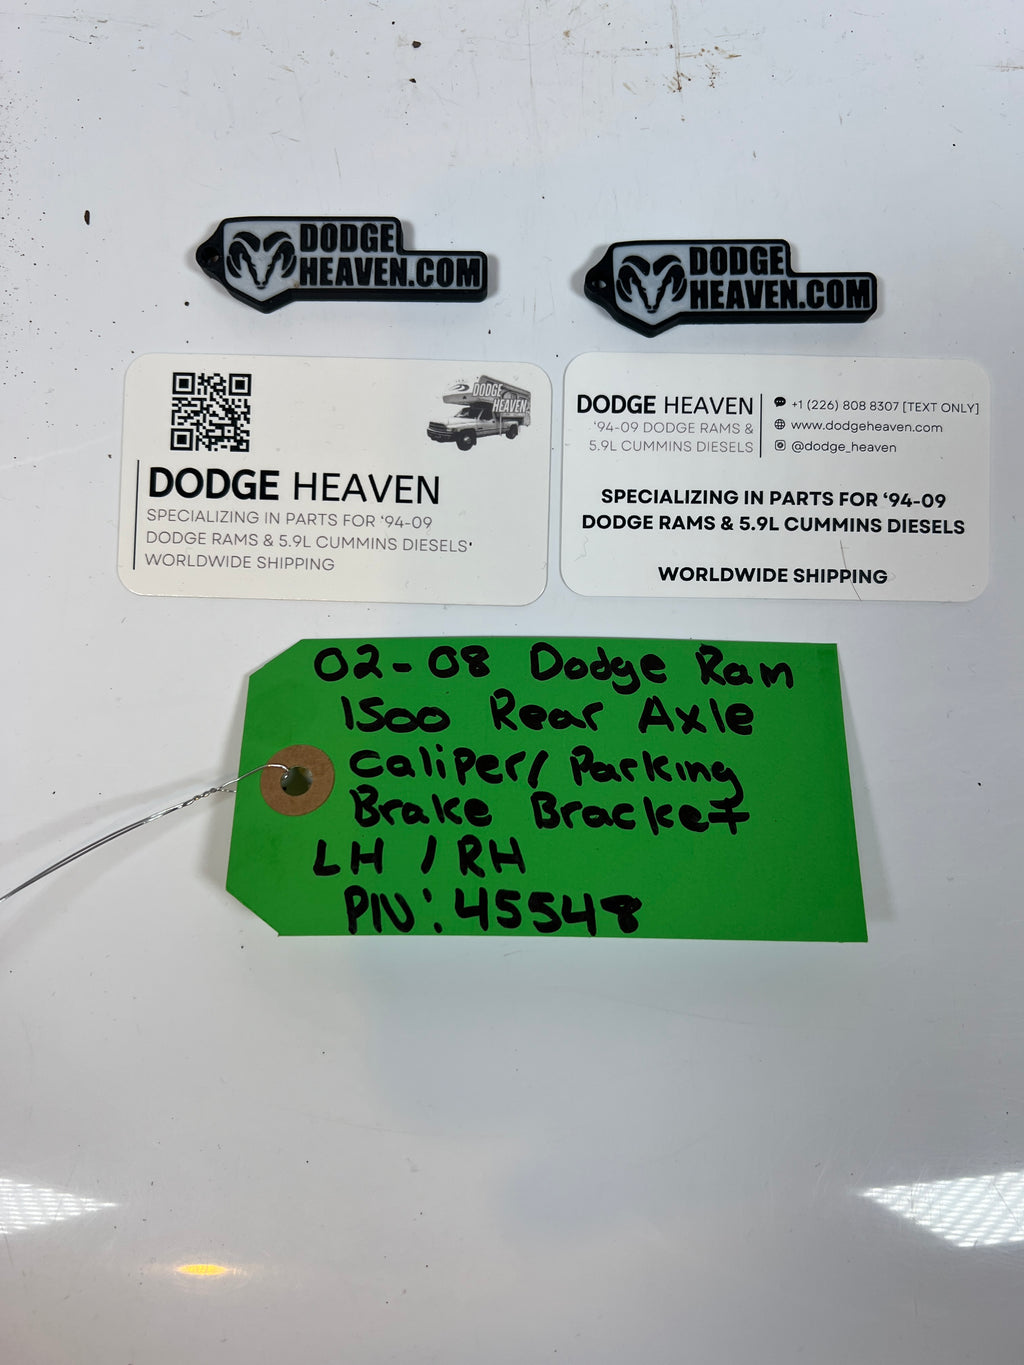 DODGE
HEAVEN.COM
DODGE
HEAVEN.COM
DODGE
HEAVEN
DODGE HEAVEN
SPECIALIZING IN PARTS FOR ‘94-09
DODGE RAMS & 5.9L CUMMINS DIESELS
WORLDWIDE SHIPPING
DODGE HEAVEN
‘94-09 DODGE RAMS &
5.9L CUMMINS DIESELS
+1 (226) 808 8307 [TEXT ONLY]
www.dodgeheaven.com
@dodge_heaven
SPECIALIZING IN PARTS FOR ‘94-09
DODGE RAMS & 5.9L CUMMINS DIESELS
WORLDWIDE SHIPPING
02-08 Dodge Ram
1500 Rear Axle
Caliper/ Parking
Brake Bracket
LH / RH
P/N: 45548